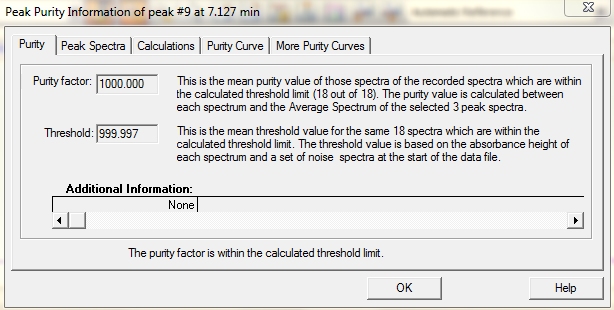 Peak Purity Information of peak #9 at 7.127 min
Purity
Peak Spectra
Calculations
Purity Curve
More Purity Curves
Purity factor:
1000.000
This is the mean purity value of those spectra of the recorded spectra which are within
the calculated threshold limit (18 out of 18). The purity value is calculated between
each spectrum and the Average Spectrum of the selected 3 peak spectra.
Threshold:
999.997
This is the mean threshold value for the same 18 spectra which are within the
calculated threshold limit. The threshold value is based on the absorbance height of
each spectrum and a set of noise spectra at the start of the data file.
Additional Information:
None
The purity factor is within the calculated threshold limit.
OK
Help